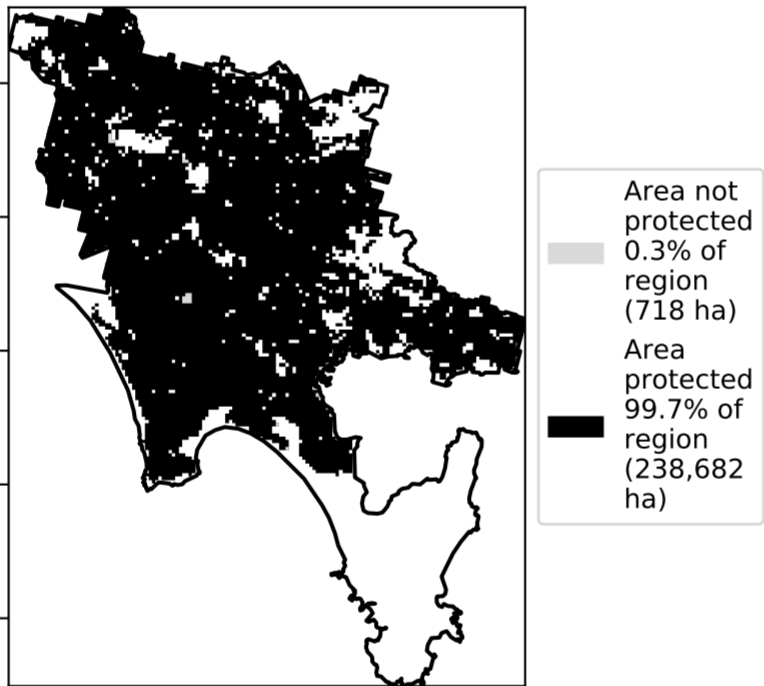 Area not
protected
0.3% of
region
(718 ha)
Area
protected
99.7% of
region
(238,682
ha)